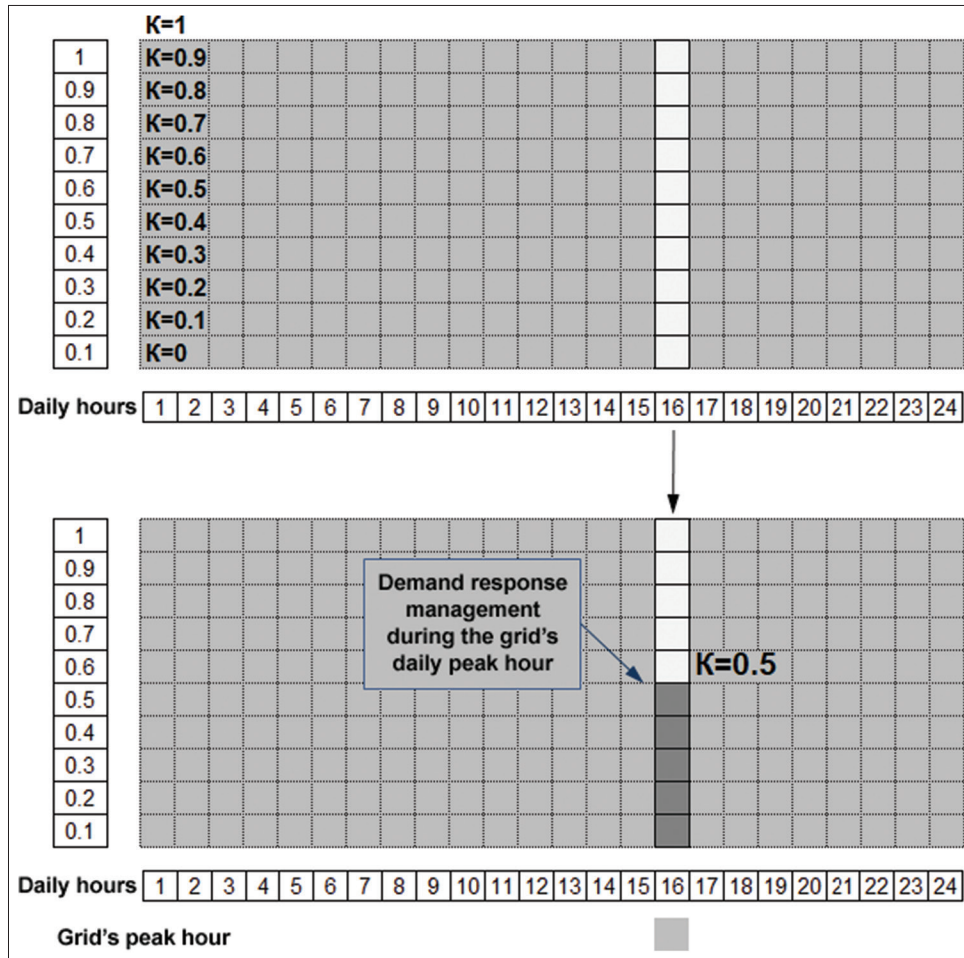 K=1
1 K=0.9
0.9 K=0.8
0.8 K=0.7
0.7 K=0.6
0.6 K=0.5
0.5 K=0.4
0.4 K=0.3
0.3 K=0.2
0.2 K=0.1
0.1 K=0
Daily hours 1 2 3 4 5 6 7 8 9 10 11 12 13 14 15 16 17 18 19 20 21 22 23 24
1
0.9
0.8
0.7
0.6
0.5
0.4
0.3
0.2
0.1
Demand response
management
during the grid's
daily peak hour
K=0.5
Daily hours 1 2 3 4 5 6 7 8 9 10 11 12 13 14 15 16 17 18 19 20 21 22 23 24
Grid's peak hour